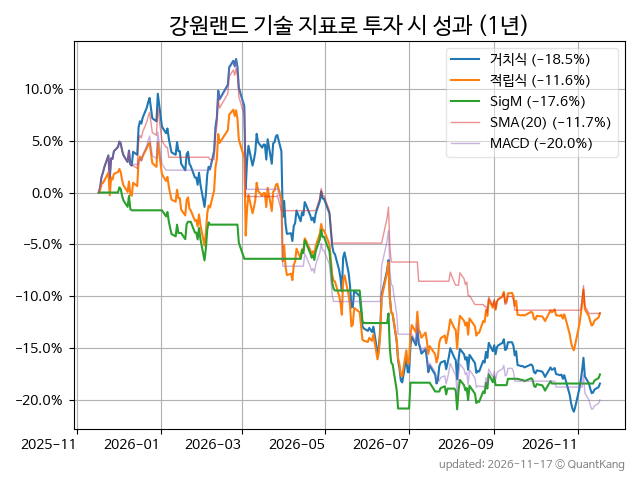 강원랜드 기술 지표로 투자 시 성과 (1년)
거치식 (−18.5%)
적립식 (−11.6%)
SigM (−17.6%)
SMA(20) (−11.7%)
MACD (−20.0%)
10.0%
5.0%
0.0%
−5.0%
−10.0%
−15.0%
−20.0%
2025−11
2026−01
2026−03
2026−05
2026−07
2026−09
2026−11
updated: 2026−11−17 © QuantKang